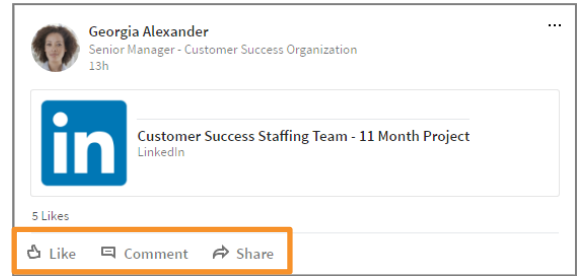 Georgia Alexander
Senior Manager - Customer Success Organization
13h
in
Customer Success Staffing Team - 11 Month Project
LinkedIn
5 Likes
Like Comment Share